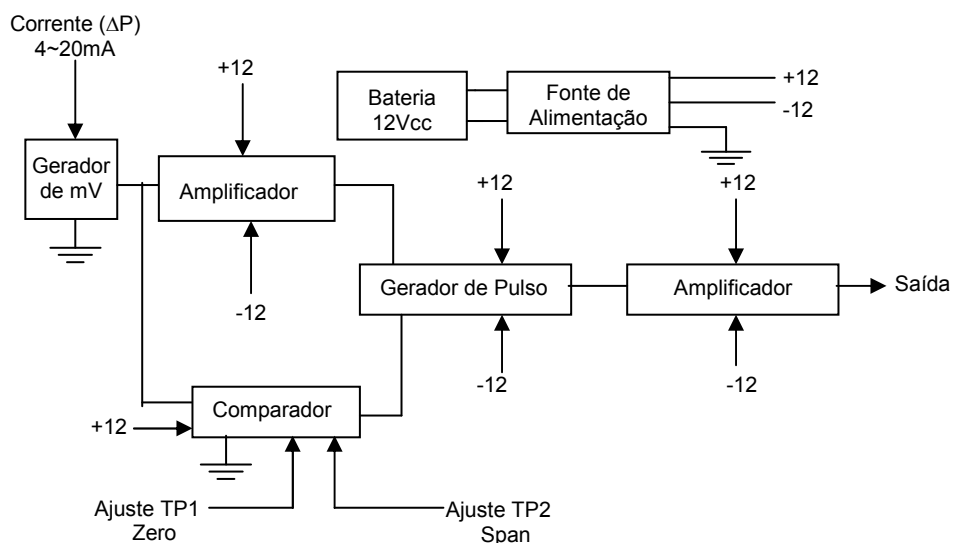 Corrente (∆P)
4~20mA
+12
Bateria
12Vcc
Fonte de
Alimentação
+12
-12
Gerador
de mV
Amplificador
-12
+12
Gerador de Pulso
-12
+12
Amplificador
-12
Saída
Comparador
+12
Ajuste TP1
Zero
Ajuste TP2
Span